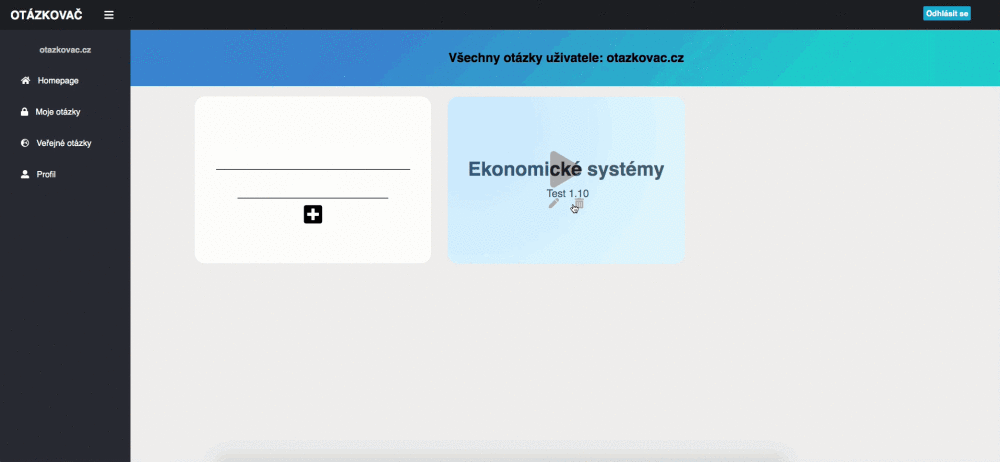 OTÁZKOVAČ
Odhlásit se
otazkovac.cz
Homepage
Moje otázky
Veřejné otázky
Profil
Všechny otázky uživatele: otazkovac.cz
Ekonomické systémy
Test 1.10